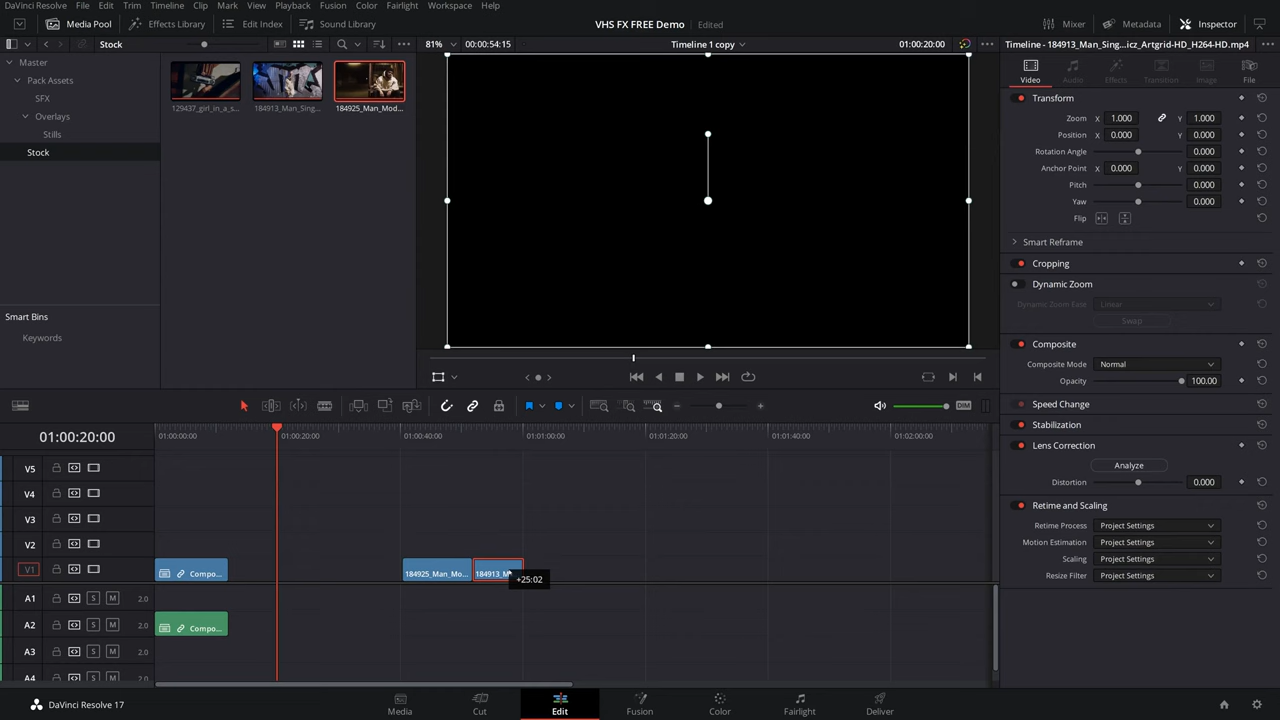 DaVinci Resolve File Edit Trim Timeline Clip Mark View Playback Fusion Color Fairlight Workspace Help
Media Pool Effects Library Edit Index Sound Library VHS FX FREE Demo Edited Mixer Metadata Inspector
Stock 81% 00:00:54:15 Timeline 1 copy 01:00:20:00 Timeline - 184913_Man_Sing...icz_Artgrid-HD_H264-HD.mp4
Master
Pack Assets
SFX
Overlays
Stills
Stock
129437_girl_in_a_s... 184913_Man_Sing... 184925_Man_Mod...
Smart Bins
Keywords
Video Audio Effects Transition Image File
Transform
Zoom X 1.000 Y 1.000
Position X 0.000 Y 0.000
Rotation Angle 0.000
Anchor Point X 0.000 Y 0.000
Pitch 0.000
Yaw 0.000
Flip
Smart Reframe
Cropping
Dynamic Zoom
Dynamic Zoom Ease Linear
Swap
Composite
Composite Mode Normal
Opacity 100.00
Speed Change
Stabilization
Lens Correction
Analyze
Distortion 0.000
Retime and Scaling
Retime Process Project Settings
Motion Estimation Project Settings
Scaling Project Settings
Resize Filter Project Settings
DIM
01:00:20:00 01:00:00:00 01:00:20:00 01:00:40:00 01:01:00:00 01:01:20:00 01:01:40:00 01:02:00:00
V5
V4
V3
V2
V1 Compo... 184925_Man_Mo... 184913_M
+25:02
A1 S M 2.0
A2 S M 2.0 Compo...
A3 S M 2.0
A4 S M 2.0
DaVinci Resolve 17 Media Cut Edit Fusion Color Fairlight Deliver